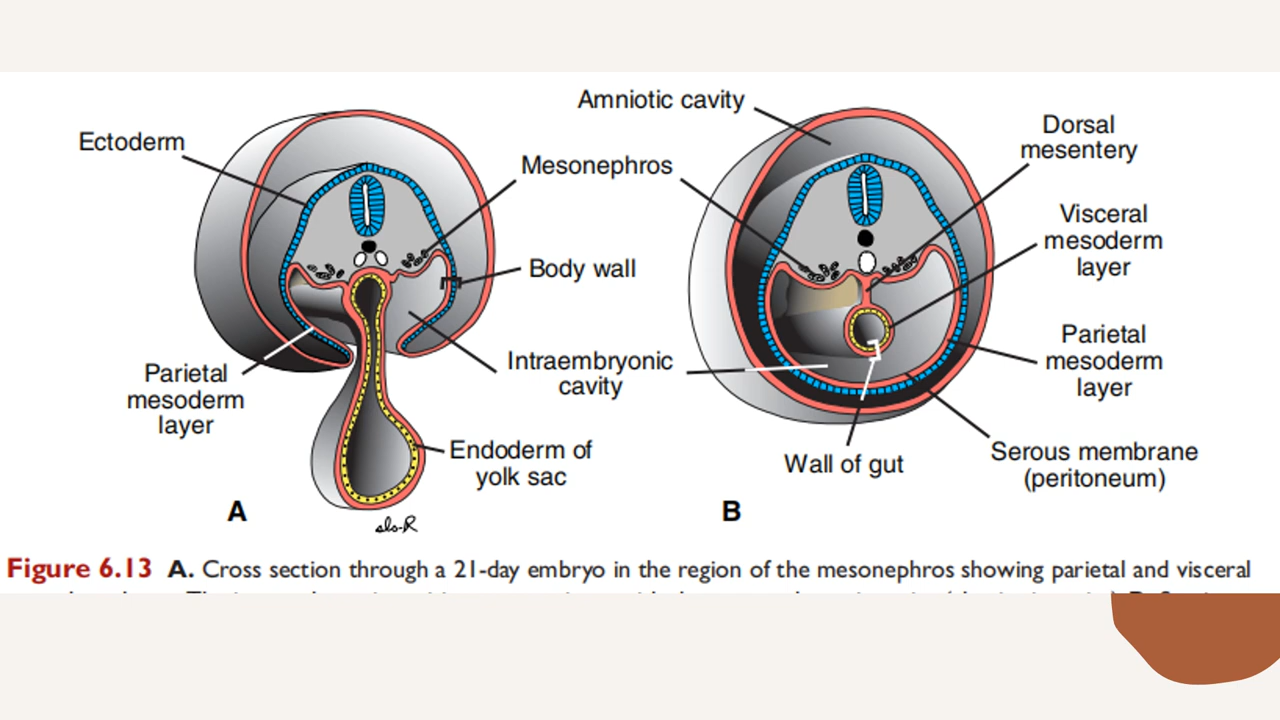 Amniotic cavity
Ectoderm
Dorsal
mesentery
Mesonephros
Visceral
mesoderm
layer
Body wall
Intraembryonic
cavity
Parietal
mesoderm
layer
Parietal
mesoderm
layer
Endoderm of
yolk sac
Wall of gut
Serous membrane
(peritoneum)
A
B
Figure 6.13 A. Cross section through a 21-day embryo in the region of the mesonephros showing parietal and visceral